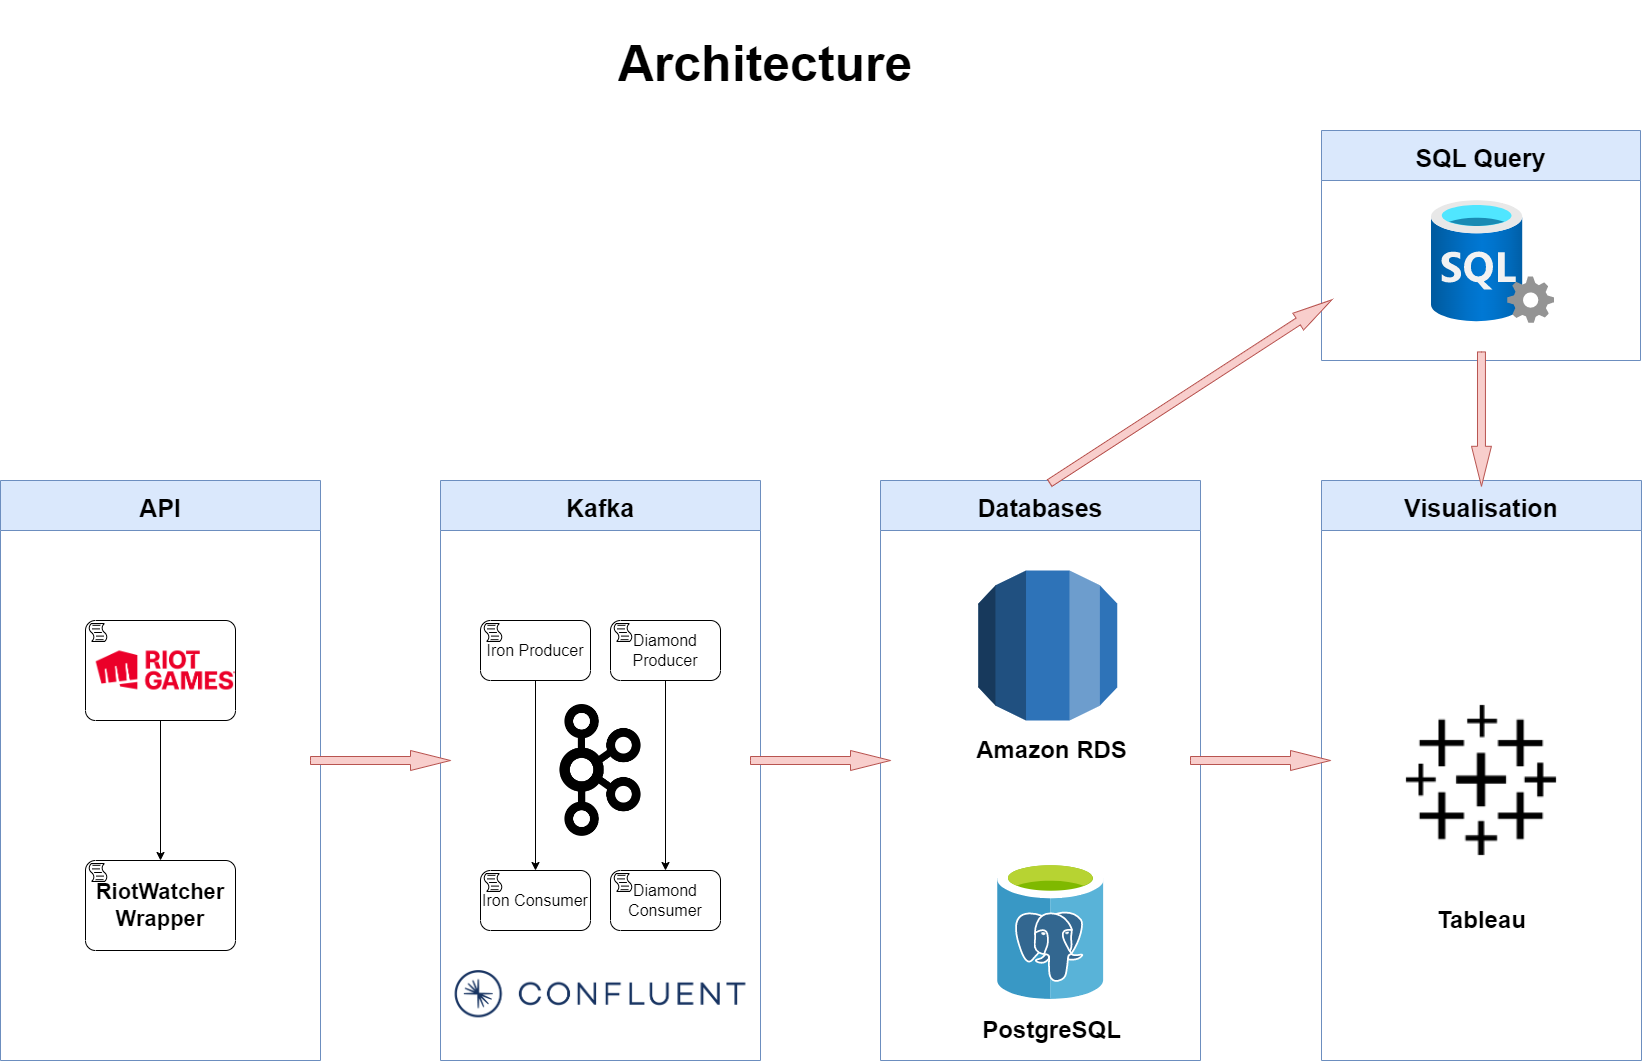 Architecture
SQL Query
SQL
API
RIOT
GAMES
RiotWatcher
Wrapper
Kafka
Iron Producer
Diamond
Producer
Iron Consumer
Diamond
Consumer
CONFLUENT
Databases
Amazon RDS
PostgreSQL
Visualisation
Tableau